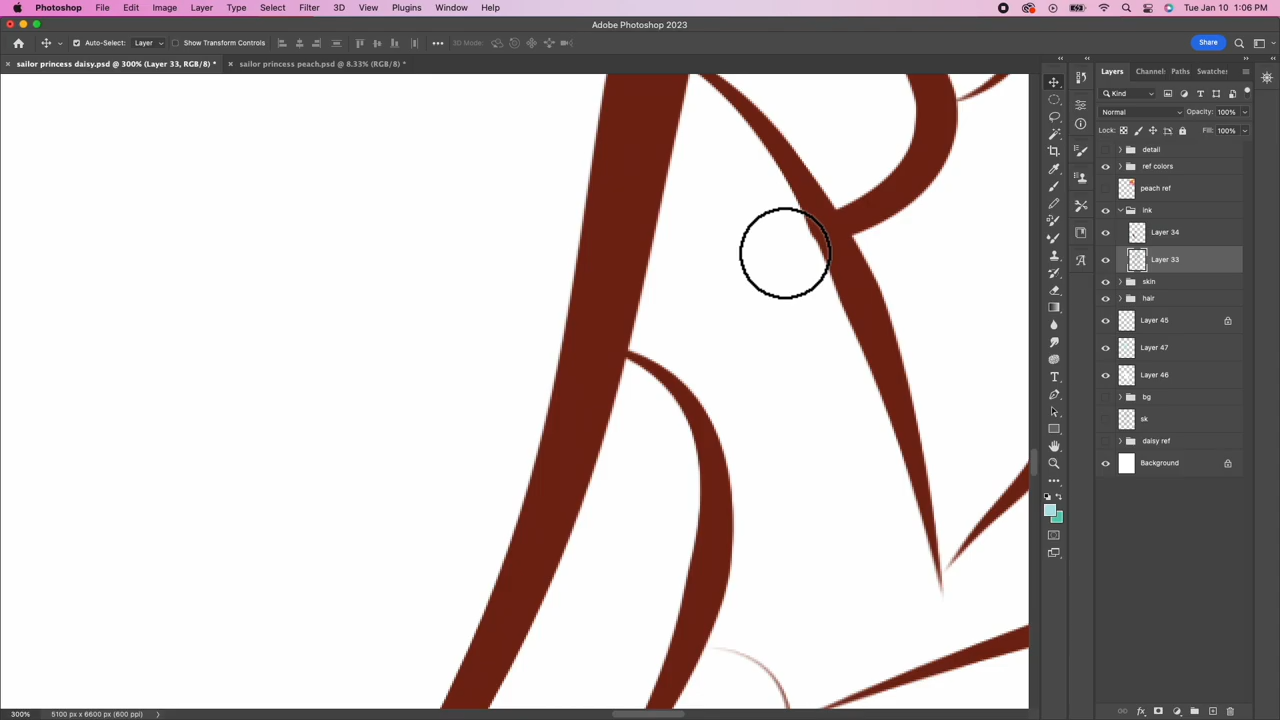 Photoshop File Edit Image Layer Type Select Filter 3D View Plugins Window Help Tue Jan 10 1:06 PM
Adobe Photoshop 2023
Auto-Select: Layer Show Transform Controls 3D Mode: Share
sailor princess daisy.psd @ 300% (Layer 33, RGB/8) * sailor princess peach.psd @ 8.33% (RGB/8) *
Layers Channel: Paths Swatche:
Kind
Normal Opacity: 100%
Lock: Fill: 100%
detail
ref colors
peach ref
ink
Layer 34
Layer 33
skin
hair
Layer 45
Layer 47
Layer 46
bg
sk
daisy ref
Background
300% 5100 px x 6600 px (600 ppi)